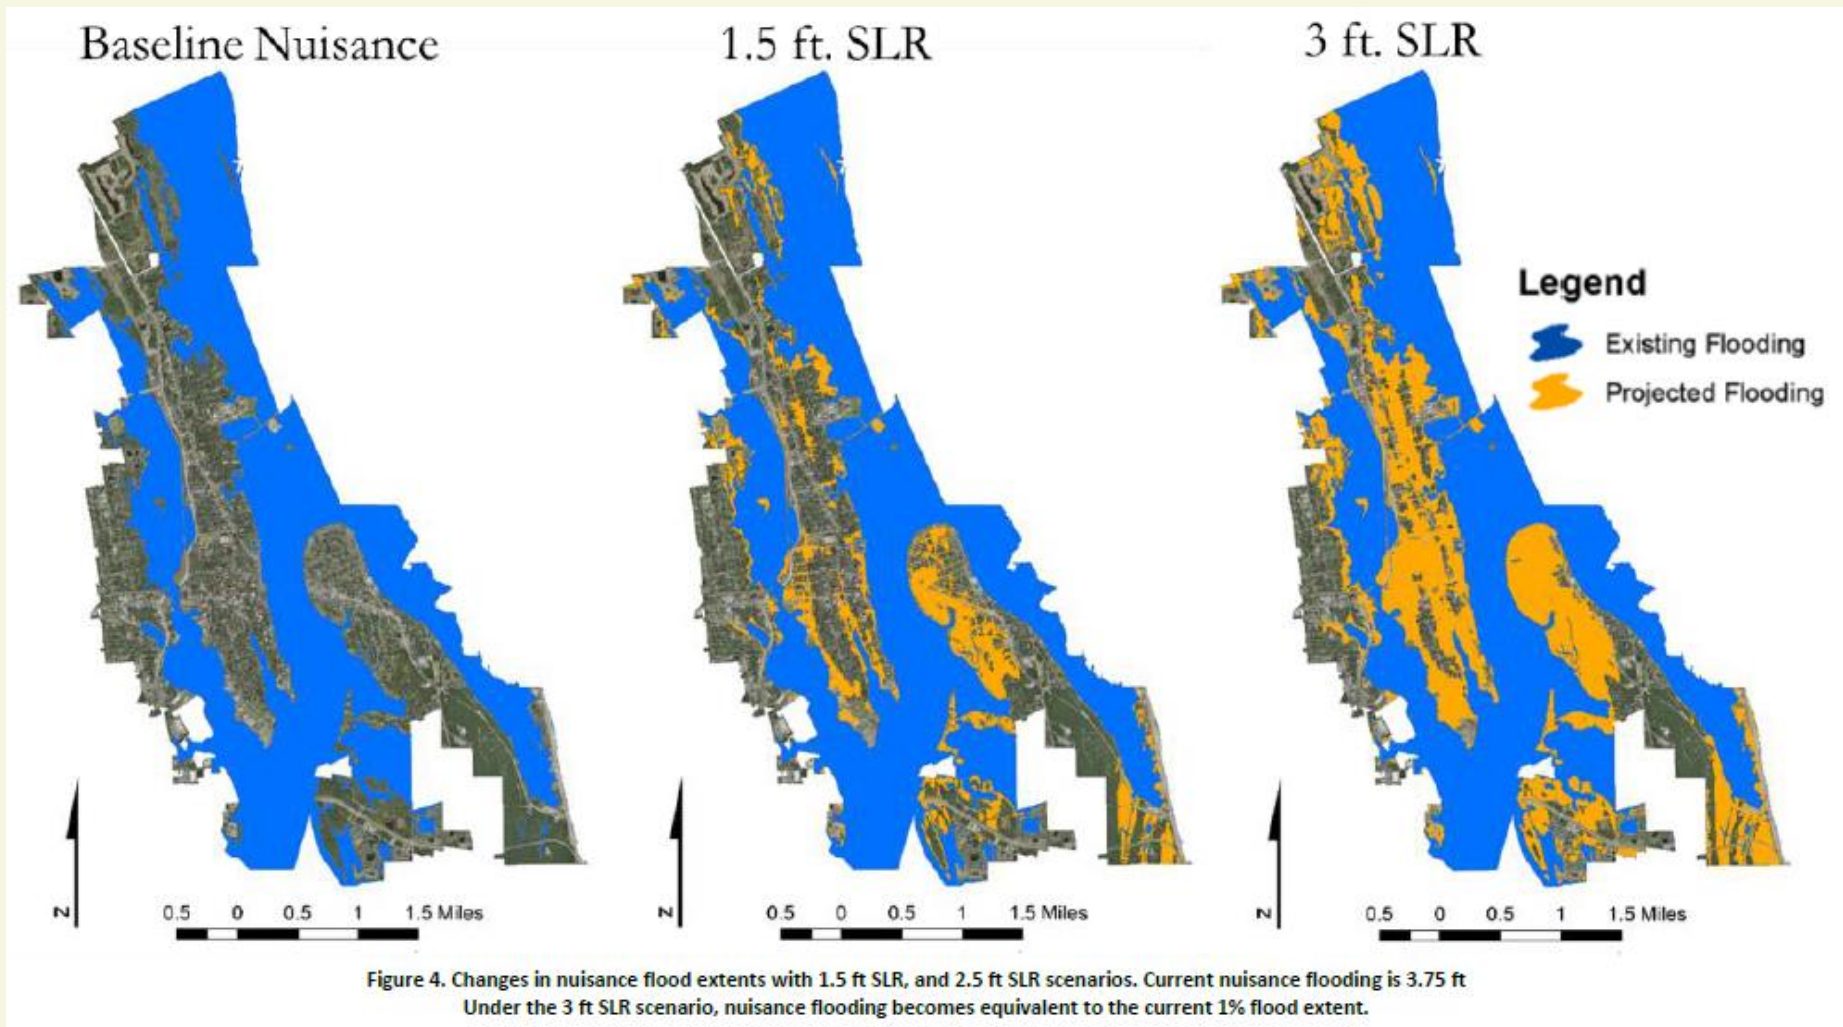 Baseline Nuisance
1.5 ft. SLR
3 ft. SLR
Legend
Existing Flooding
Projected Flooding
N
0.5 0 0.5 1 1.5 Miles
N
0.5 0 0.5 1 1.5 Miles
N
0.5 0 0.5 1 1.5 Miles
Figure 4. Changes in nuisance flood extents with 1.5 ft SLR, and 2.5 ft SLR scenarios. Current nuisance flooding is 3.75 ft
Under the 3 ft SLR scenario, nuisance flooding becomes equivalent to the current 1% flood extent.